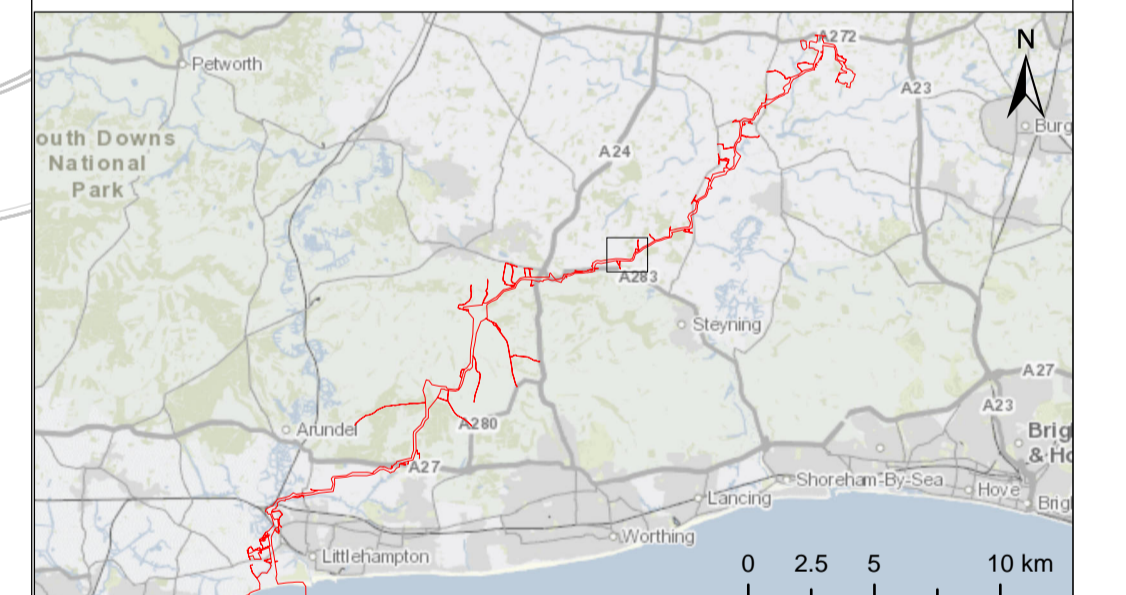 A272
N
Petworth
A23
Burg
outh Downs
National
Park
A24
A283
Steyning
A27
A23
Arundel
A280
Brig
& Ho
A27
Shoreham-By-Sea
Hove
Lancing
Brigl
Worthing
Littlehampton
0 2.5 5 10 km